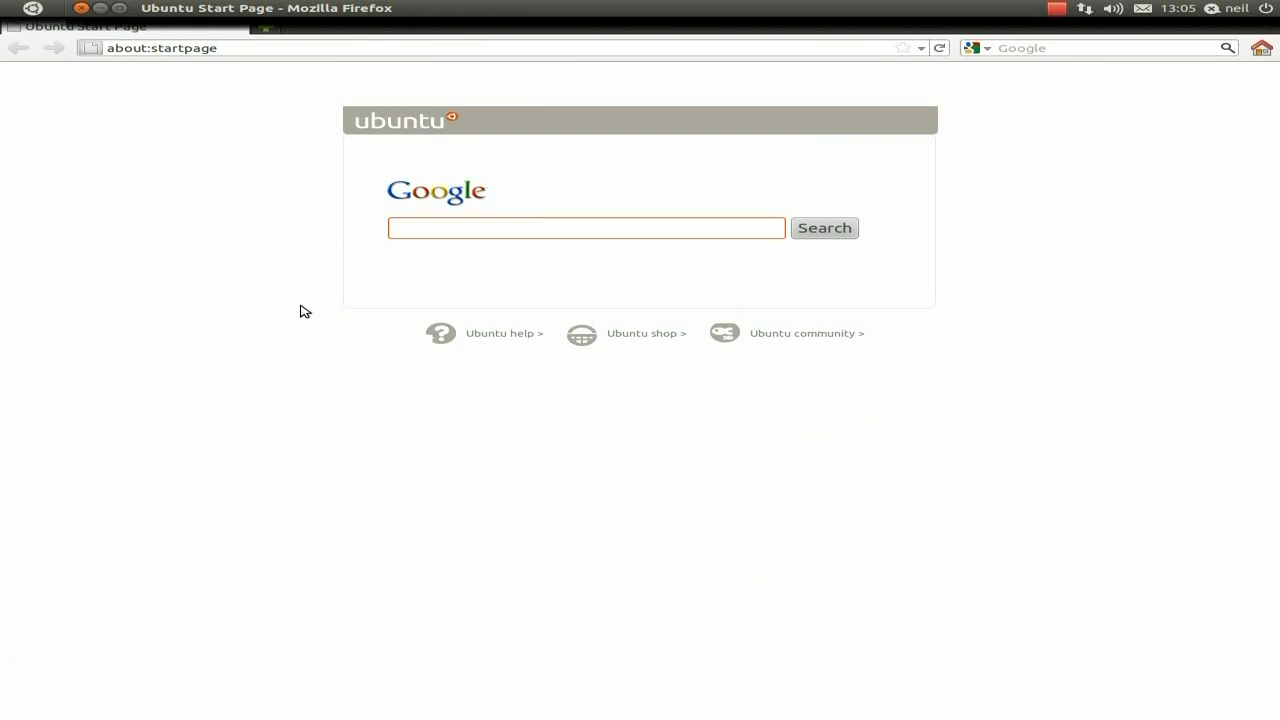 Ubuntu Start Page - Mozilla Firefox
13:05 neil
Ubuntu Start Page
about:startpage
Google
ubuntu
Google
Search
Ubuntu help >
Ubuntu shop >
Ubuntu community >